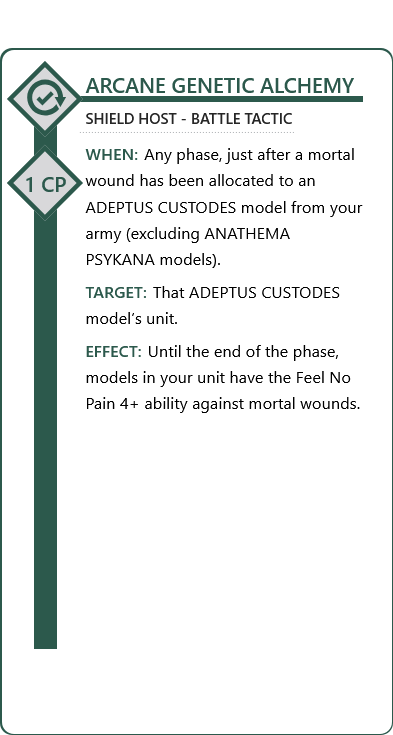 ARCANE GENETIC ALCHEMY
SHIELD HOST - BATTLE TACTIC
1 CP
WHEN: Any phase, just after a mortal
wound has been allocated to an
ADEPTUS CUSTODES model from your
army (excluding ANATHEMA
PSYKANA models).
TARGET: That ADEPTUS CUSTODES
model’s unit.
EFFECT: Until the end of the phase,
models in your unit have the Feel No
Pain 4+ ability against mortal wounds.